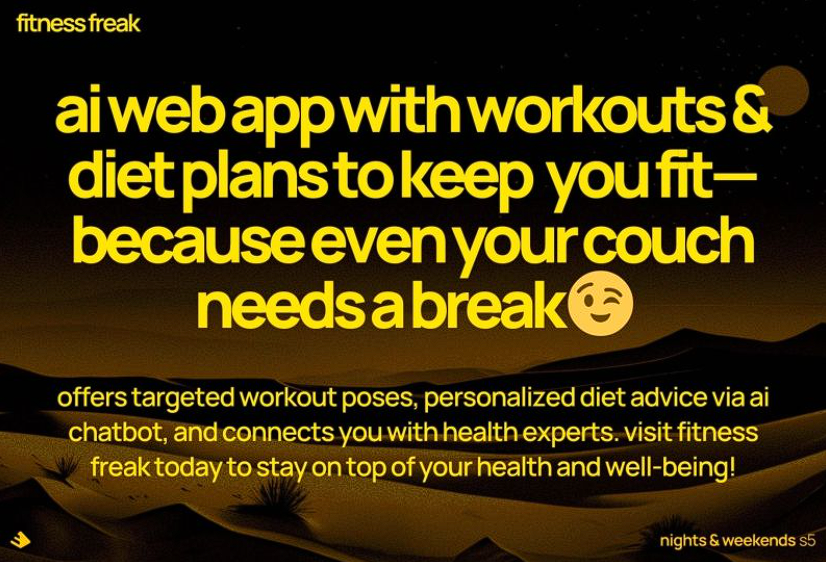 fitness freak
ai web app with workouts &
diet plans to keep you fit—
because even your couch
needs a break😉
offers targeted workout poses, personalized diet advice via ai
chatbot, and connects you with health experts. visit fitness
freak today to stay on top of your health and well-being!
nights & weekends s5